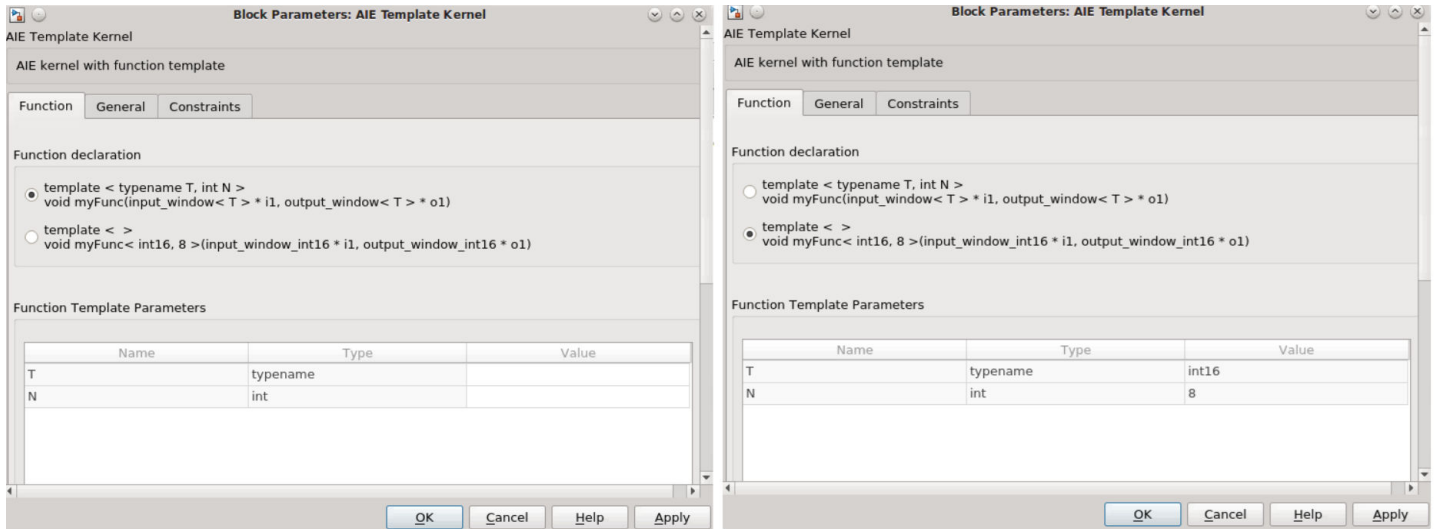 Block Parameters: AIE Template Kernel
AIE Template Kernel
AIE kernel with function template
Function General Constraints
Function declaration
template < typename T, int N >
void myFunc(input_window< T > * i1, output_window< T > * o1)
template < >
void myFunc< int16, 8 >(input_window_int16 * i1, output_window_int16 * o1)
Function Template Parameters
Name Type Value
T typename
N int
OK Cancel Help Apply
Block Parameters: AIE Template Kernel
AIE Template Kernel
AIE kernel with function template
Function General Constraints
Function declaration
template < typename T, int N >
void myFunc(input_window< T > * i1, output_window< T > * o1)
template < >
void myFunc< int16, 8 >(input_window_int16 * i1, output_window_int16 * o1)
Function Template Parameters
Name Type Value
T typename int16
N int 8
OK Cancel Help Apply